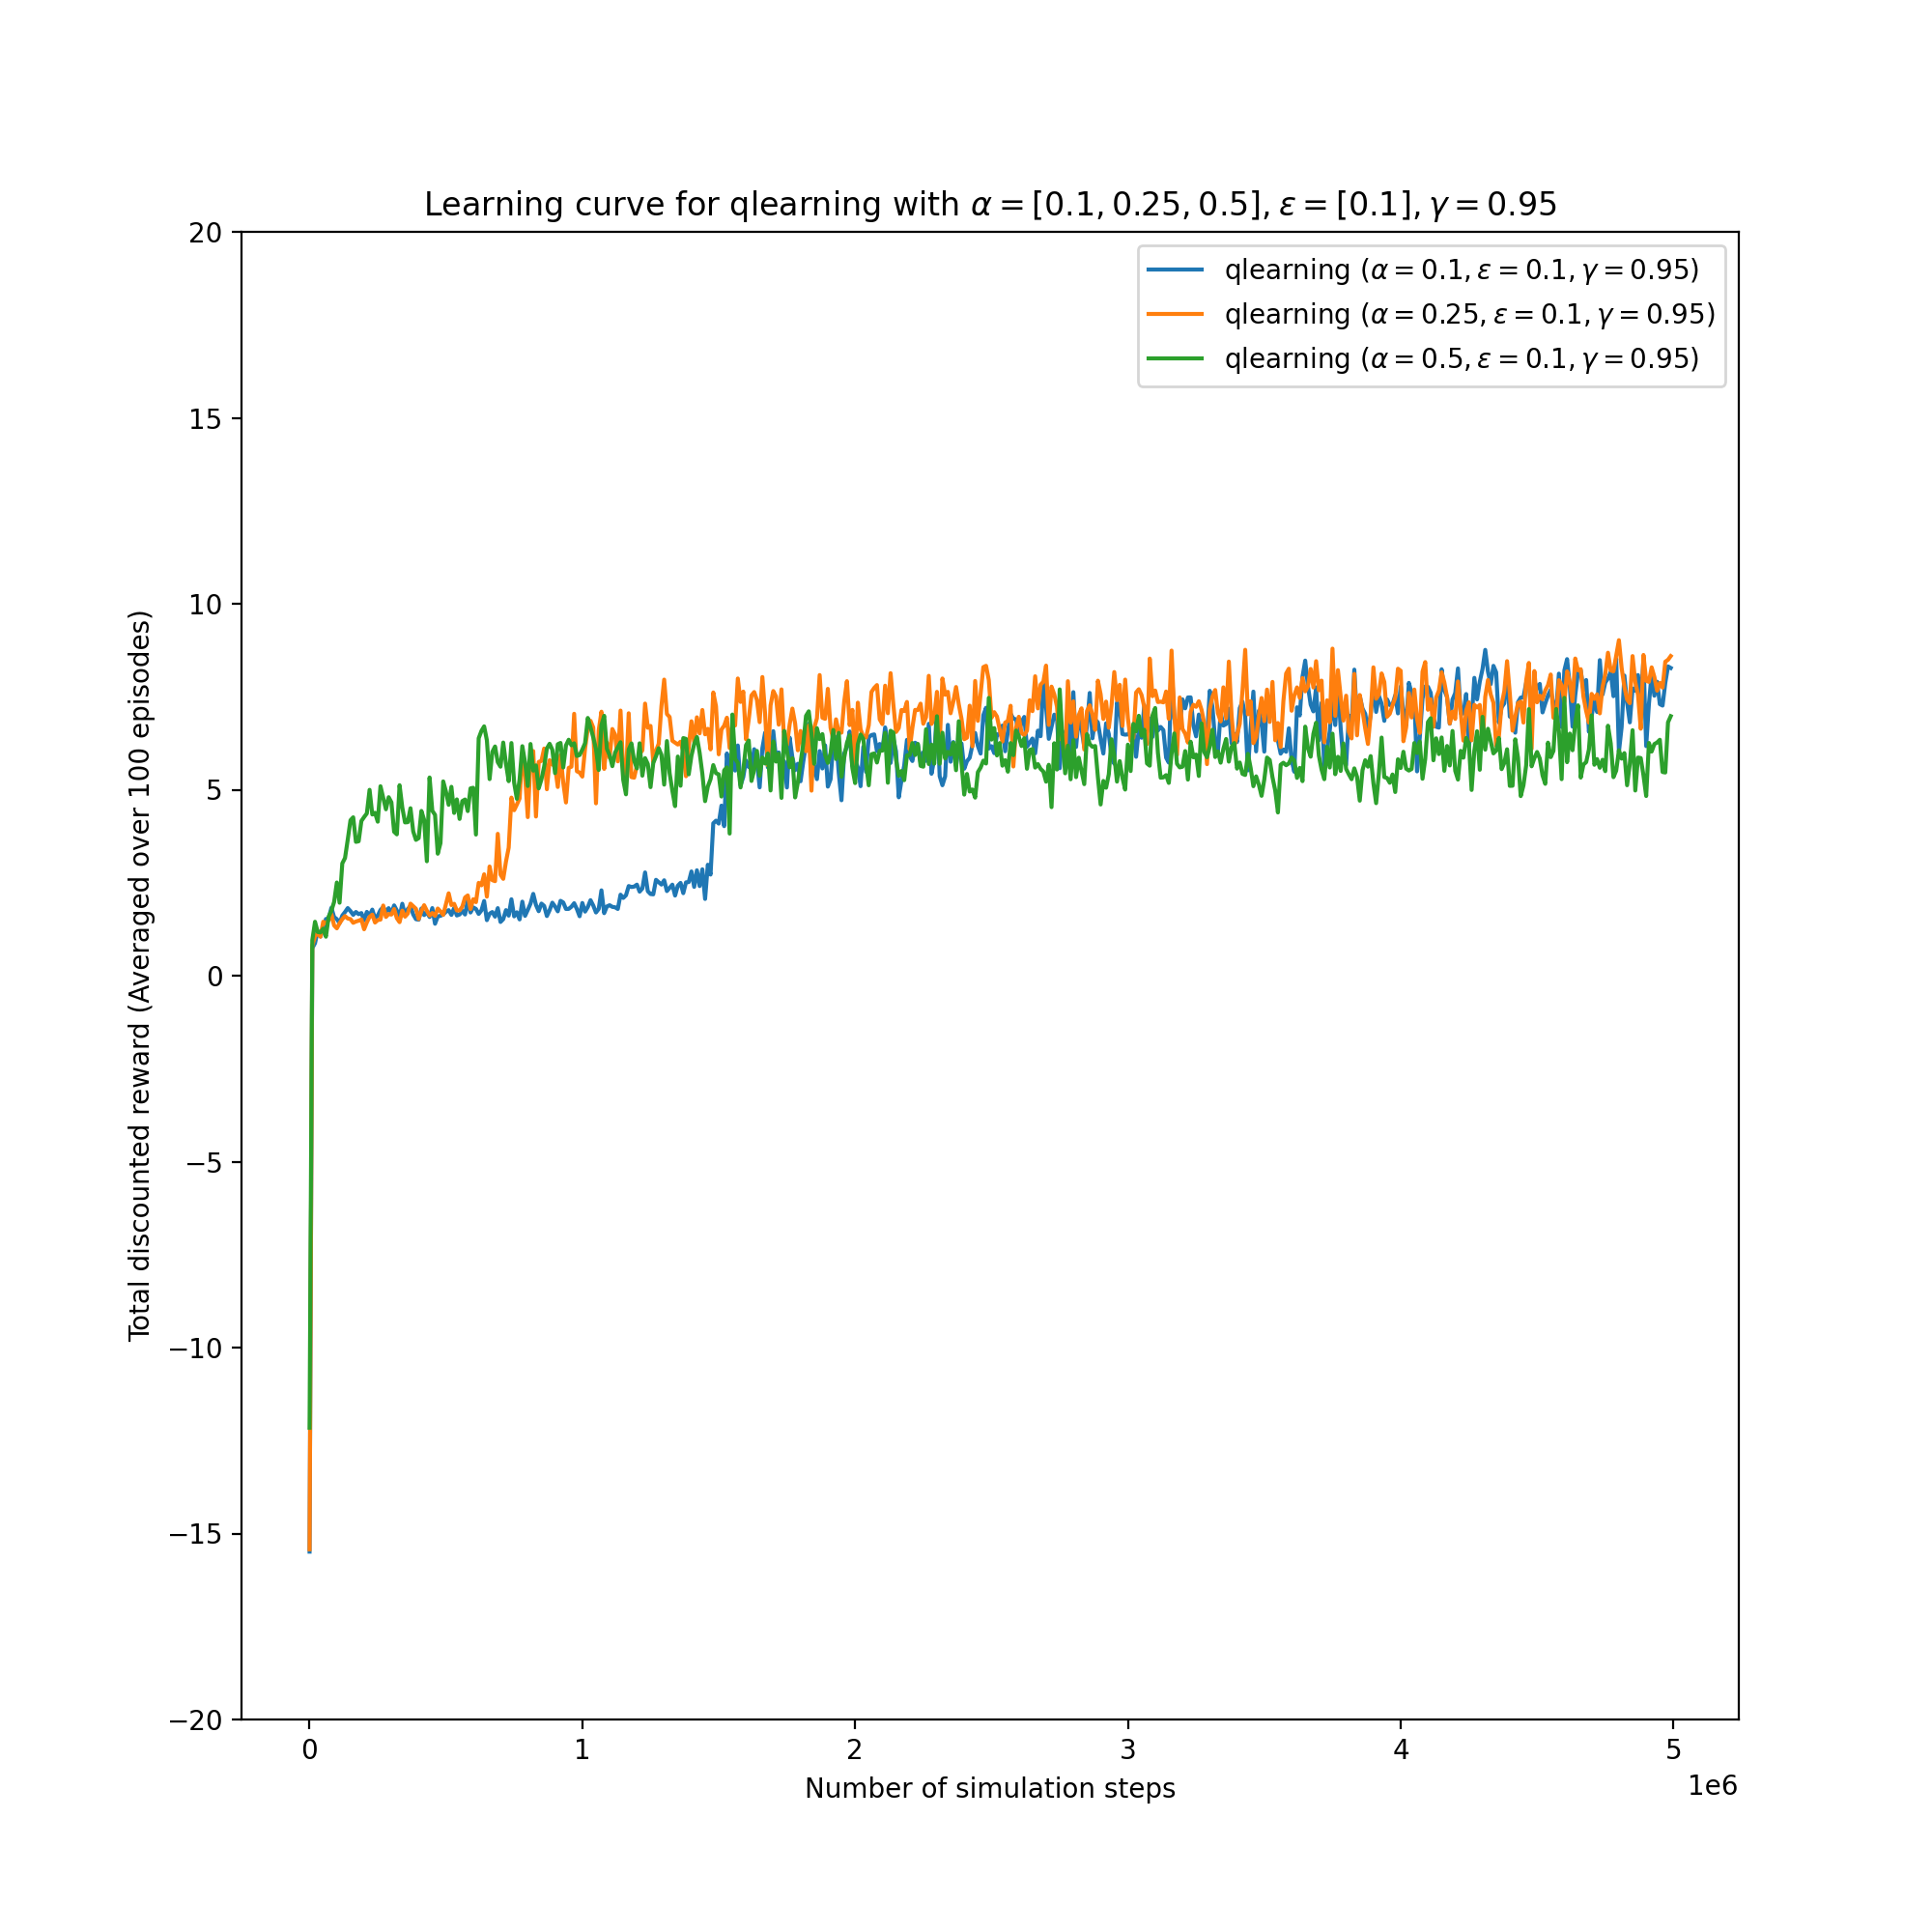 Learning curve for qlearning with α = [0.1, 0.25, 0.5], ε = [0.1], γ = 0.95
qlearning (α = 0.1, ε = 0.1, γ = 0.95)
qlearning (α = 0.25, ε = 0.1, γ = 0.95)
qlearning (α = 0.5, ε = 0.1, γ = 0.95)
Total discounted reward (Averaged over 100 episodes)
20
15
10
5
0
−5
−10
−15
−20
0 1 2 3 4 5
1e6
Number of simulation steps